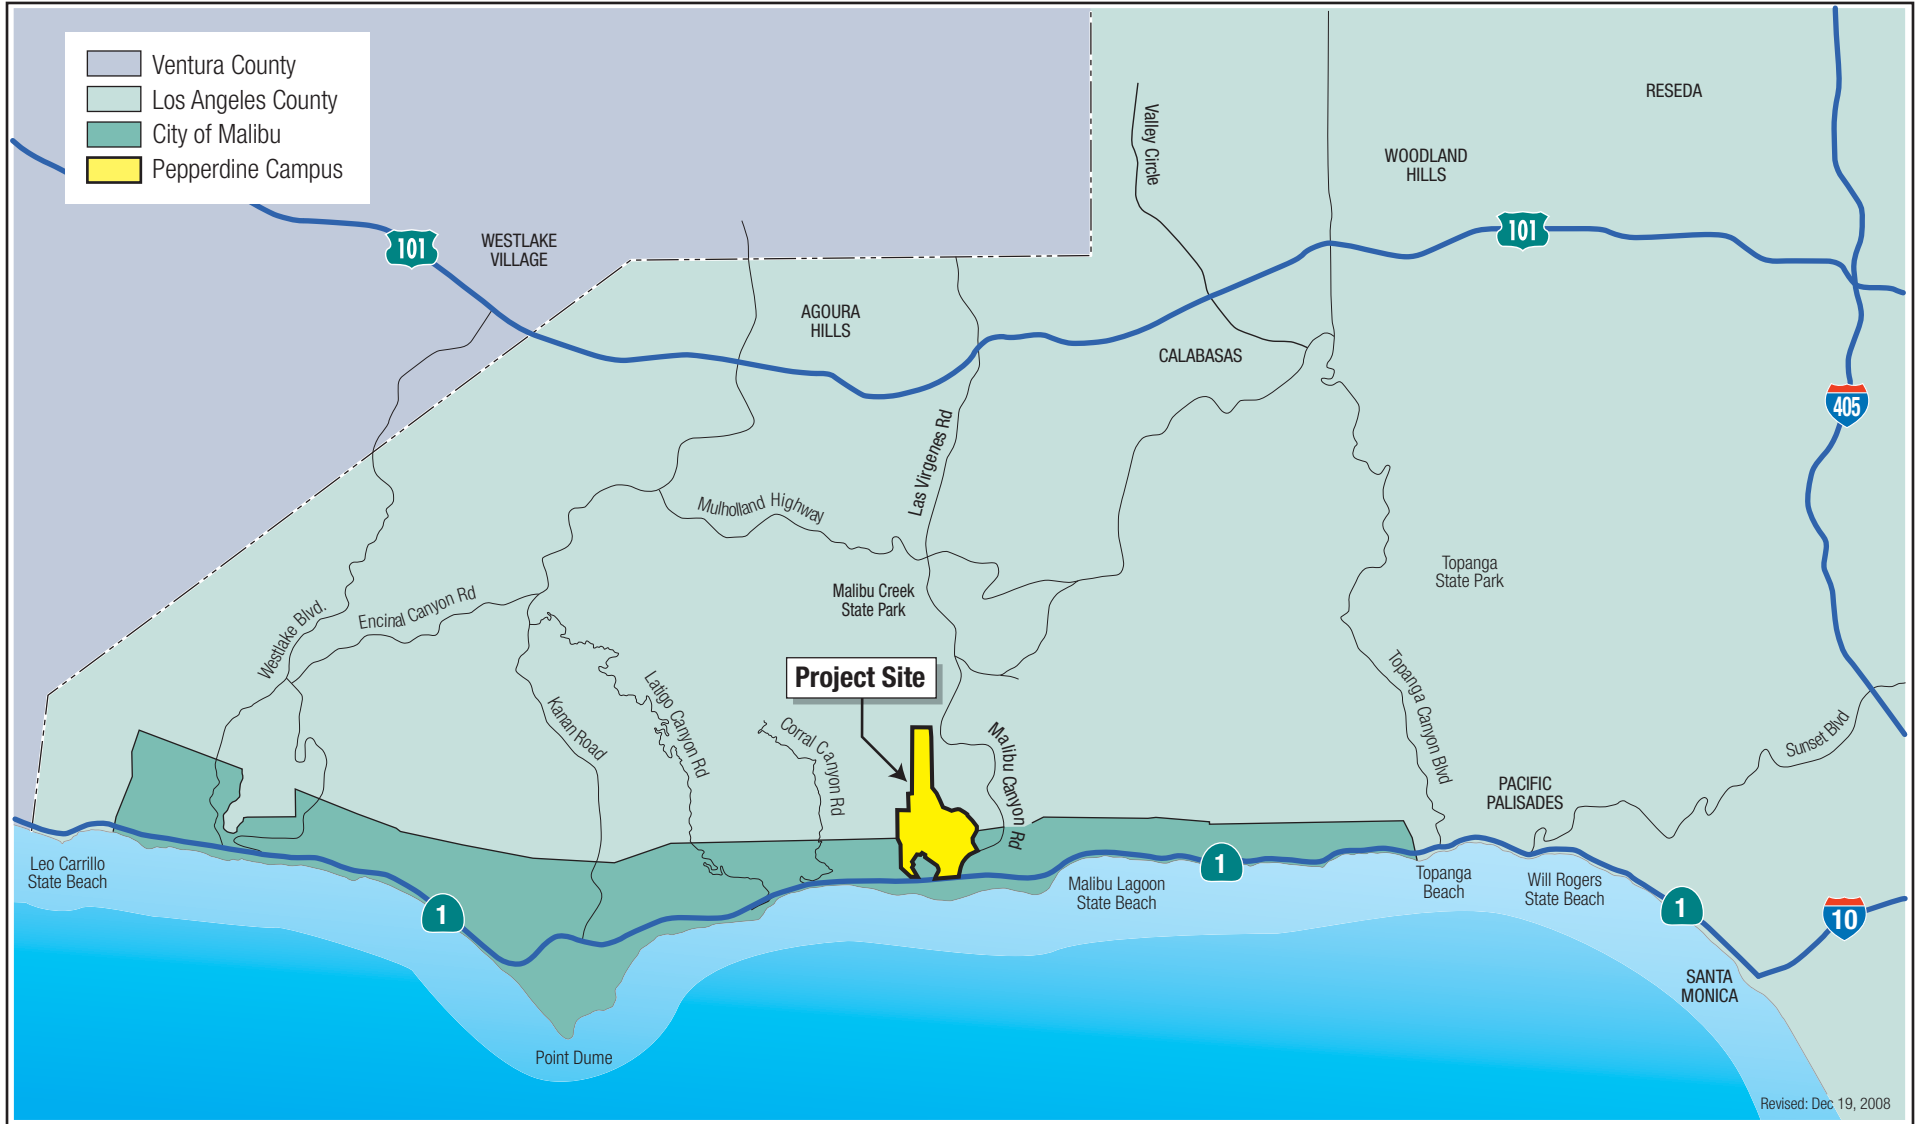 Ventura County
Los Angeles County
City of Malibu
Pepperdine Campus
RESEDA
Valley Circle
WOODLAND
HILLS
101
101
WESTLAKE
VILLAGE
AGOURA
HILLS
CALABASAS
405
Las Virgenes Rd
Mulholland Highway
Topanga
State Park
Malibu Creek
State Park
Encinal Canyon Rd
Westlake Blvd.
Project Site
Latigo Canyon Rd
Kanan Road
Corral Canyon Rd
Malibu Canyon Rd
Topanga Canyon Blvd
Sunset Blvd
PACIFIC
PALISADES
Leo Carrillo
State Beach
1
Malibu Lagoon
State Beach
1
Topanga
Beach
Will Rogers
State Beach
1
10
SANTA
MONICA
Point Dume
Revised: Dec 19, 2008